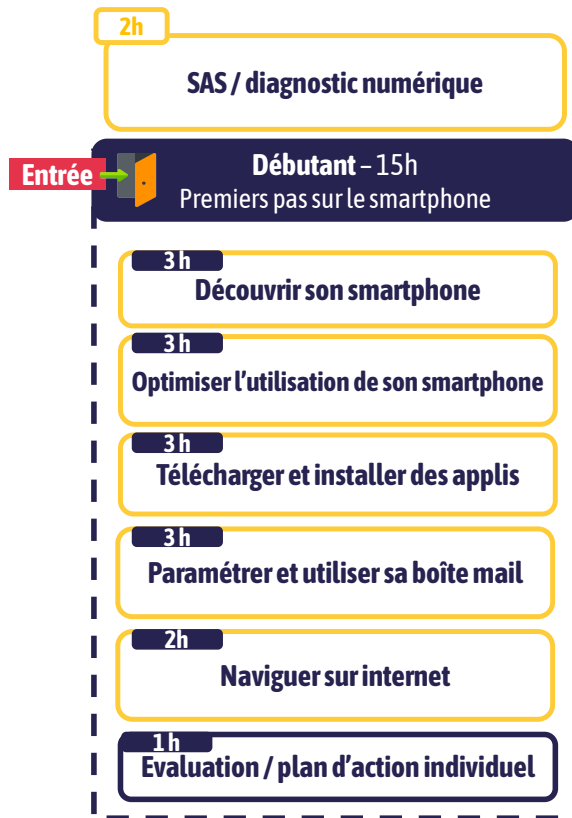 2h
SAS / diagnostic numérique
Entrée
Débutant – 15h
Premiers pas sur le smartphone
3 h
Découvrir son smartphone
3 h
Optimiser l’utilisation de son smartphone
3 h
Télécharger et installer des applis
3 h
Paramétrer et utiliser sa boîte mail
2h
Naviguer sur internet
1 h
Evaluation / plan d’action individuel